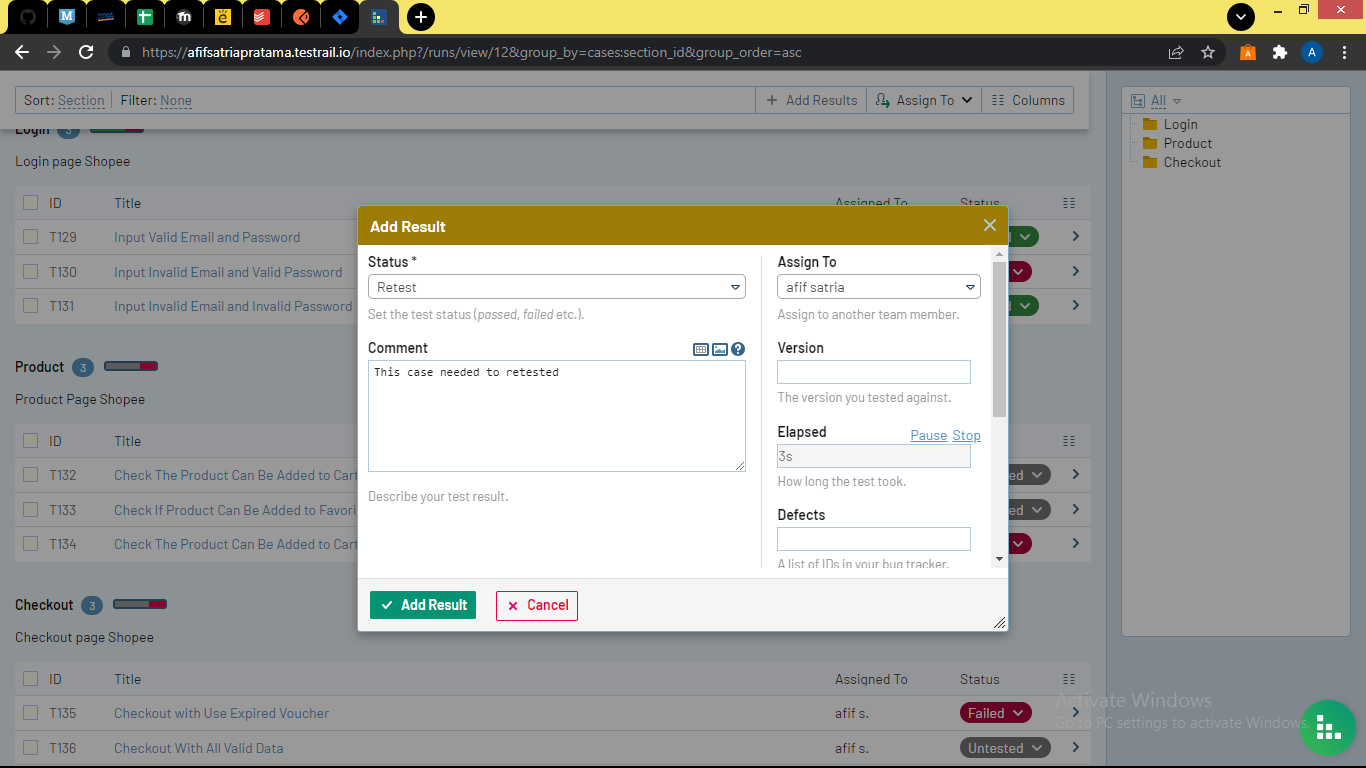 https://afifsatriapratama.testrail.io/index.php?/runs/view/12&group_by=cases:section_id&group_order=asc
A
Sort: Section Filter: None
Add Results
Assign To
Columns
All
Login
Product
Checkout
Login 3
Login page Shopee
ID Title Assigned To Status
T129 Input Valid Email and Password
T130 Input Invalid Email and Valid Password
T131 Input Invalid Email and Invalid Password
Product 3
Product Page Shopee
ID Title
T132 Check The Product Can Be Added to Cart
T133 Check If Product Can Be Added to Favori
T134 Check The Product Can Be Added to Cart
Checkout 3
Checkout page Shopee
ID Title Assigned To Status
T135 Checkout with Use Expired Voucher afif s. Failed
T136 Checkout With All Valid Data afif s. Untested
Add Result
Status *
Retest
Set the test status (passed, failed etc.).
Comment
This case needed to retested
Describe your test result.
Assign To
afif satria
Assign to another team member.
Version
The version you tested against.
Elapsed Pause Stop
3s
How long the test took.
Defects
A list of IDs in your bug tracker.
Add Result
Cancel
Activate Windows
Go to PC settings to activate Windows.